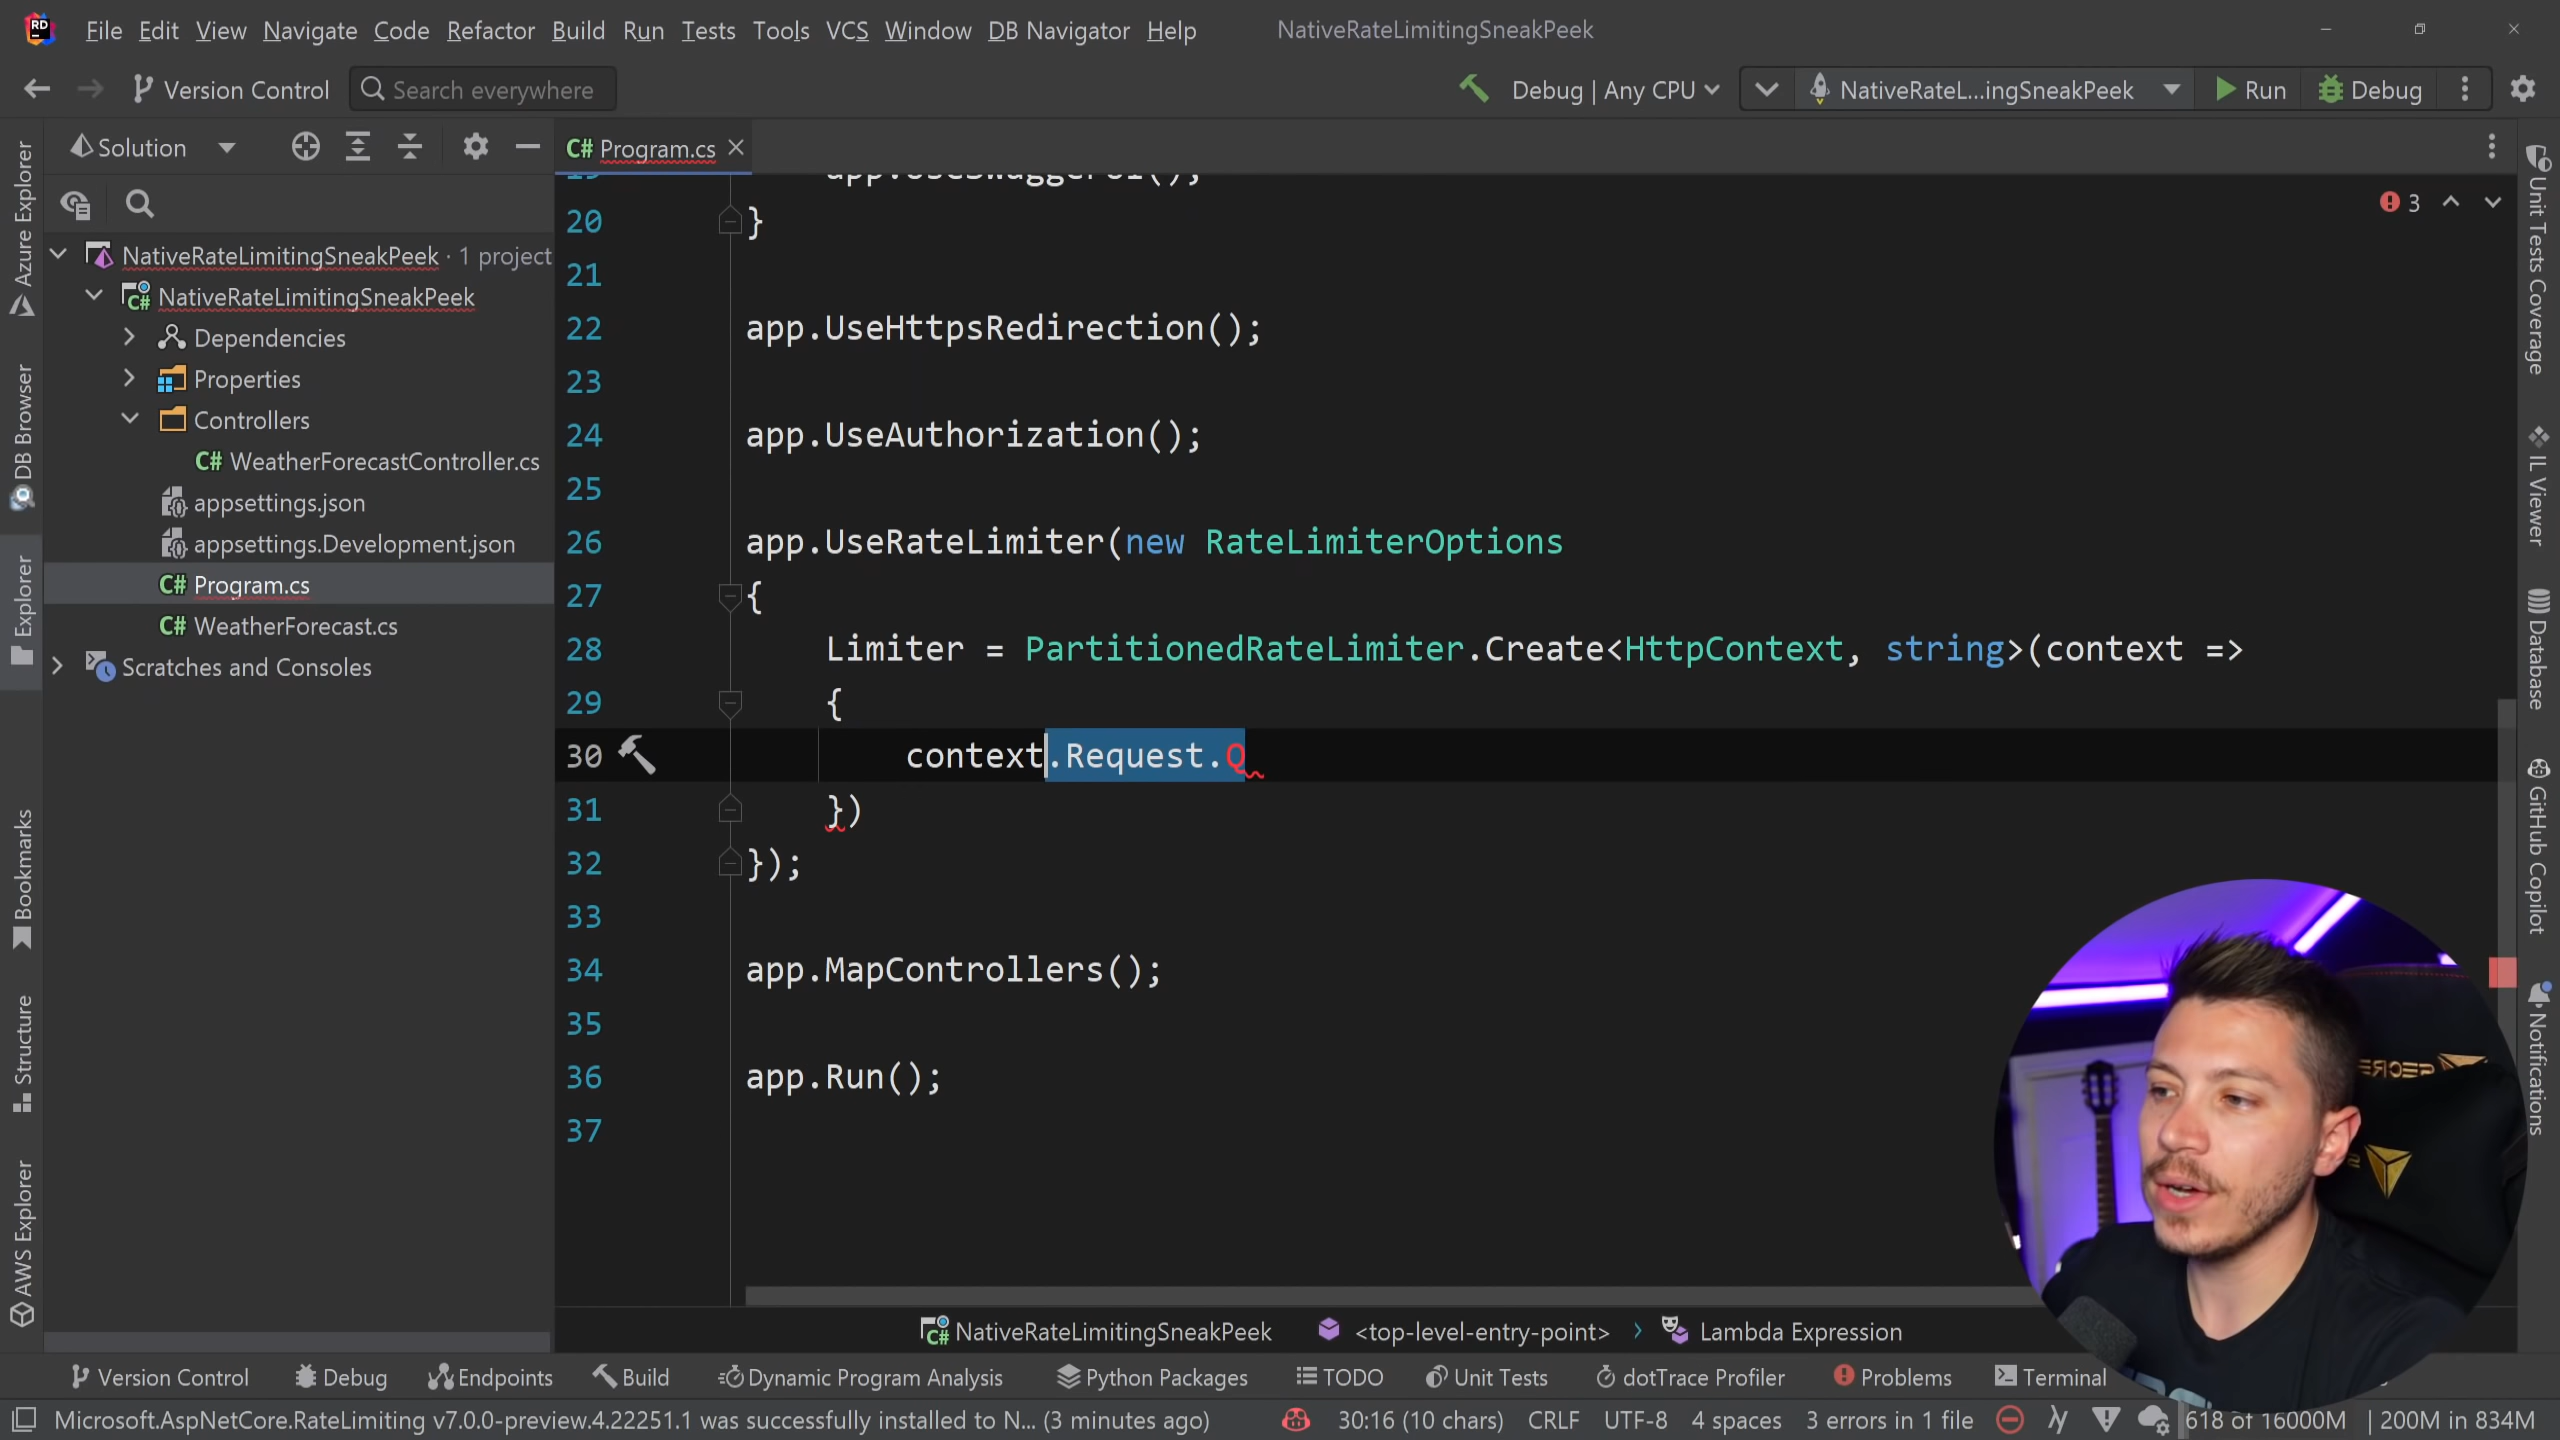 RD File Edit View Navigate Code Refactor Build Run Tests Tools VCS Window DB Navigator Help NativeRateLimitingSneakPeek
Version Control Search everywhere Debug | Any CPU NativeRateL...ingSneakPeek Run Debug
Solution
C# Program.cs
3
NativeRateLimitingSneakPeek · 1 project
C# NativeRateLimitingSneakPeek
Dependencies
Properties
Controllers
C# WeatherForecastController.cs
appsettings.json
appsettings.Development.json
C# Program.cs
C# WeatherForecast.cs
Scratches and Consoles
Azure Explorer
DB Browser
Explorer
Bookmarks
Structure
AWS Explorer
19 app.UseSwaggerUI();
20 }
21
22 app.UseHttpsRedirection();
23
24 app.UseAuthorization();
25
26 app.UseRateLimiter(new RateLimiterOptions
27 {
28 Limiter = PartitionedRateLimiter.Create<HttpContext, string>(context =>
29 {
30 context.Request.Q
31 })
32 });
33
34 app.MapControllers();
35
36 app.Run();
37
Unit Tests Coverage
IL Viewer
Database
GitHub Copilot
Notifications
C# NativeRateLimitingSneakPeek <top-level-entry-point> › Lambda Expression
Version Control Debug Endpoints Build Dynamic Program Analysis Python Packages TODO Unit Tests dotTrace Profiler Problems Terminal
Microsoft.AspNetCore.RateLimiting v7.0.0-preview.4.22251.1 was successfully installed to N... (3 minutes ago) 30:16 (10 chars) CRLF UTF-8 4 spaces 3 errors in 1 file 618 of 16000M 200M in 834M